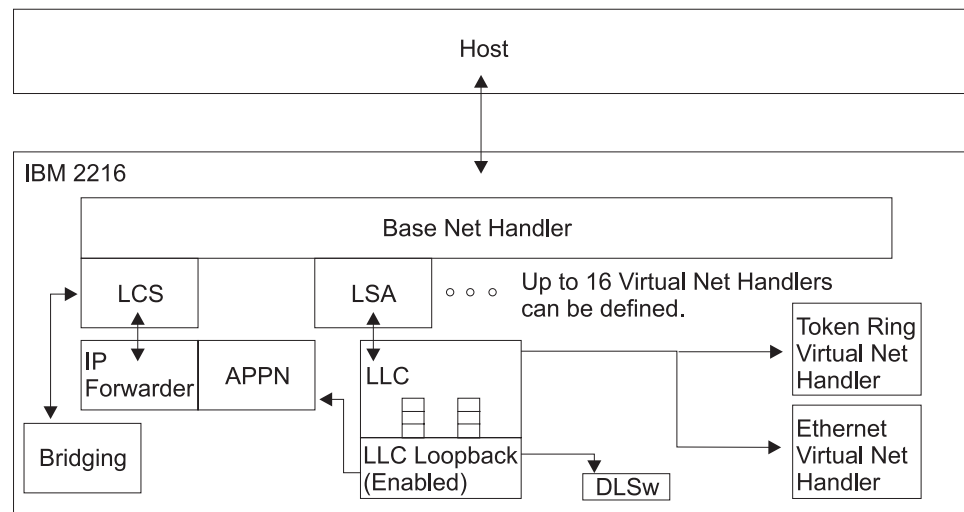 Host
IBM 2216
Base Net Handler
LCS
LSA
Up to 16 Virtual Net Handlers
can be defined.
IP
Forwarder
APPN
LLC
Token Ring
Virtual Net
Handler
Bridging
LLC Loopback
(Enabled)
DLSw
Ethernet
Virtual Net
Handler